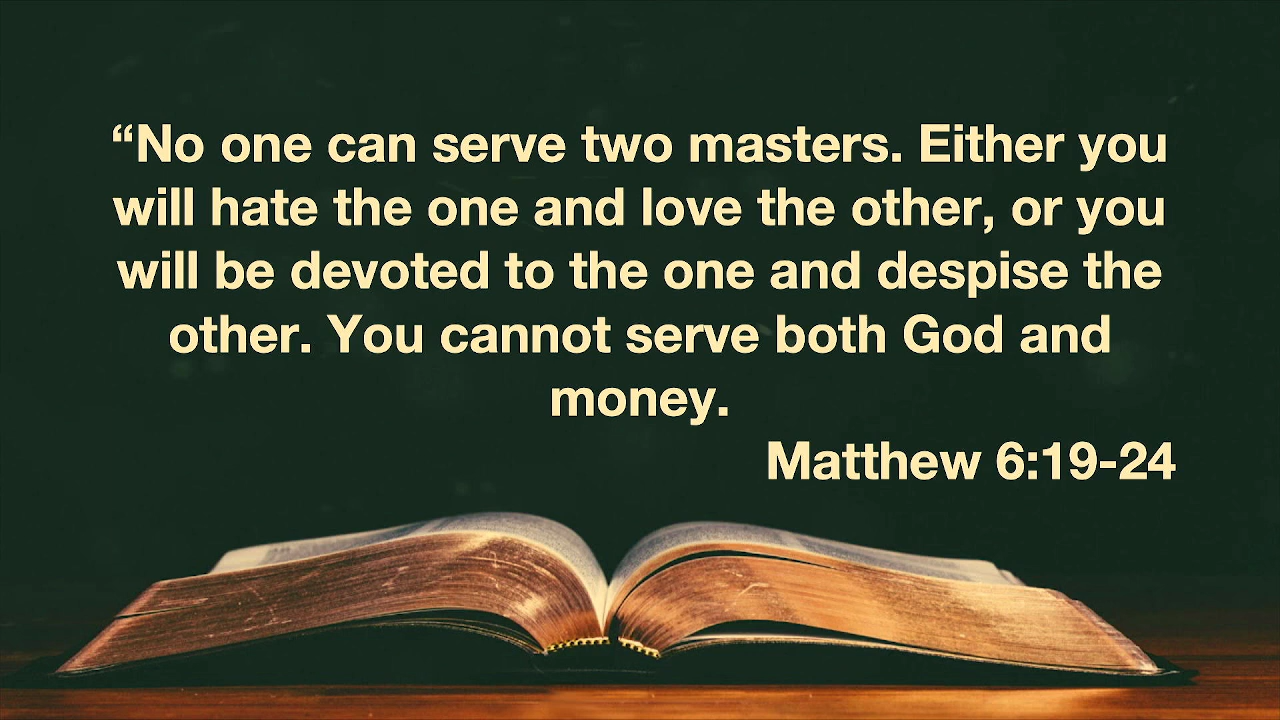 “No one can serve two masters. Either you
will hate the one and love the other, or you
will be devoted to the one and despise the
other. You cannot serve both God and
money.
Matthew 6:19-24